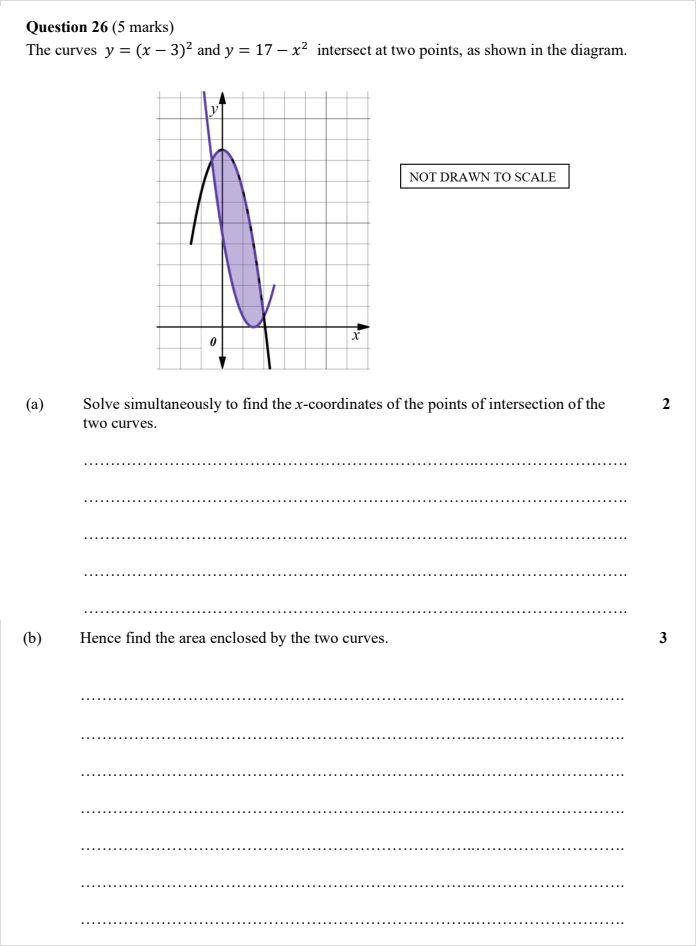 Question 26 (5 marks)
The curves y = (x − 3)² and y = 17 − x² intersect at two points, as shown in the diagram.
y
NOT DRAWN TO SCALE
x
0
(a) Solve simultaneously to find the x-coordinates of the points of intersection of the 2
two curves.
(b) Hence find the area enclosed by the two curves. 3